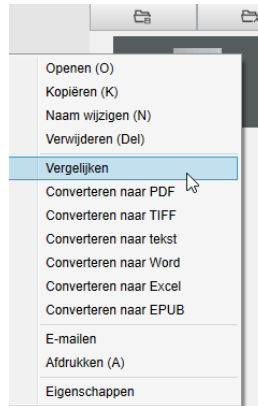 Openen (O)
Kopiëren (K)
Naam wijzigen (N)
Verwijderen (Del)
Vergelijken
Converteren naar PDF
Converteren naar TIFF
Converteren naar tekst
Converteren naar Word
Converteren naar Excel
Converteren naar EPUB
E-mailen
Afdrukken (A)
Eigenschappen